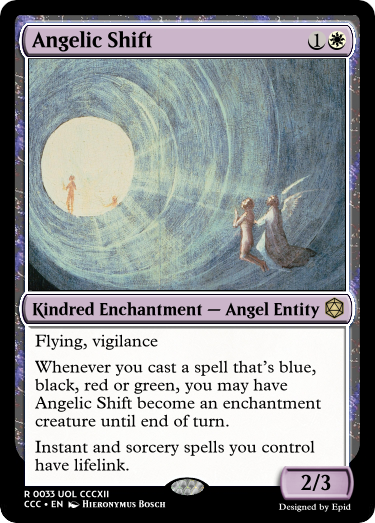 Angelic Shift 1
Kindred Enchantment — Angel Entity
Flying, vigilance
Whenever you cast a spell that's blue,
black, red or green, you may have
Angelic Shift become an enchantment
creature until end of turn.
Instant and sorcery spells you control
have lifelink.
2/3
R 0033 UOL CCCXII
CCC • EN Hieronymus Bosch
Designed by Epid